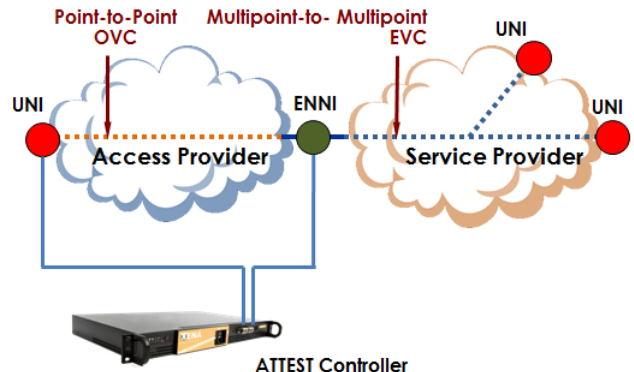 Point-to-Point
OVC
Multipoint-to- Multipoint
EVC
UNI
UNI
ENNI
UNI
Access Provider
Service Provider
ATTEST Controller